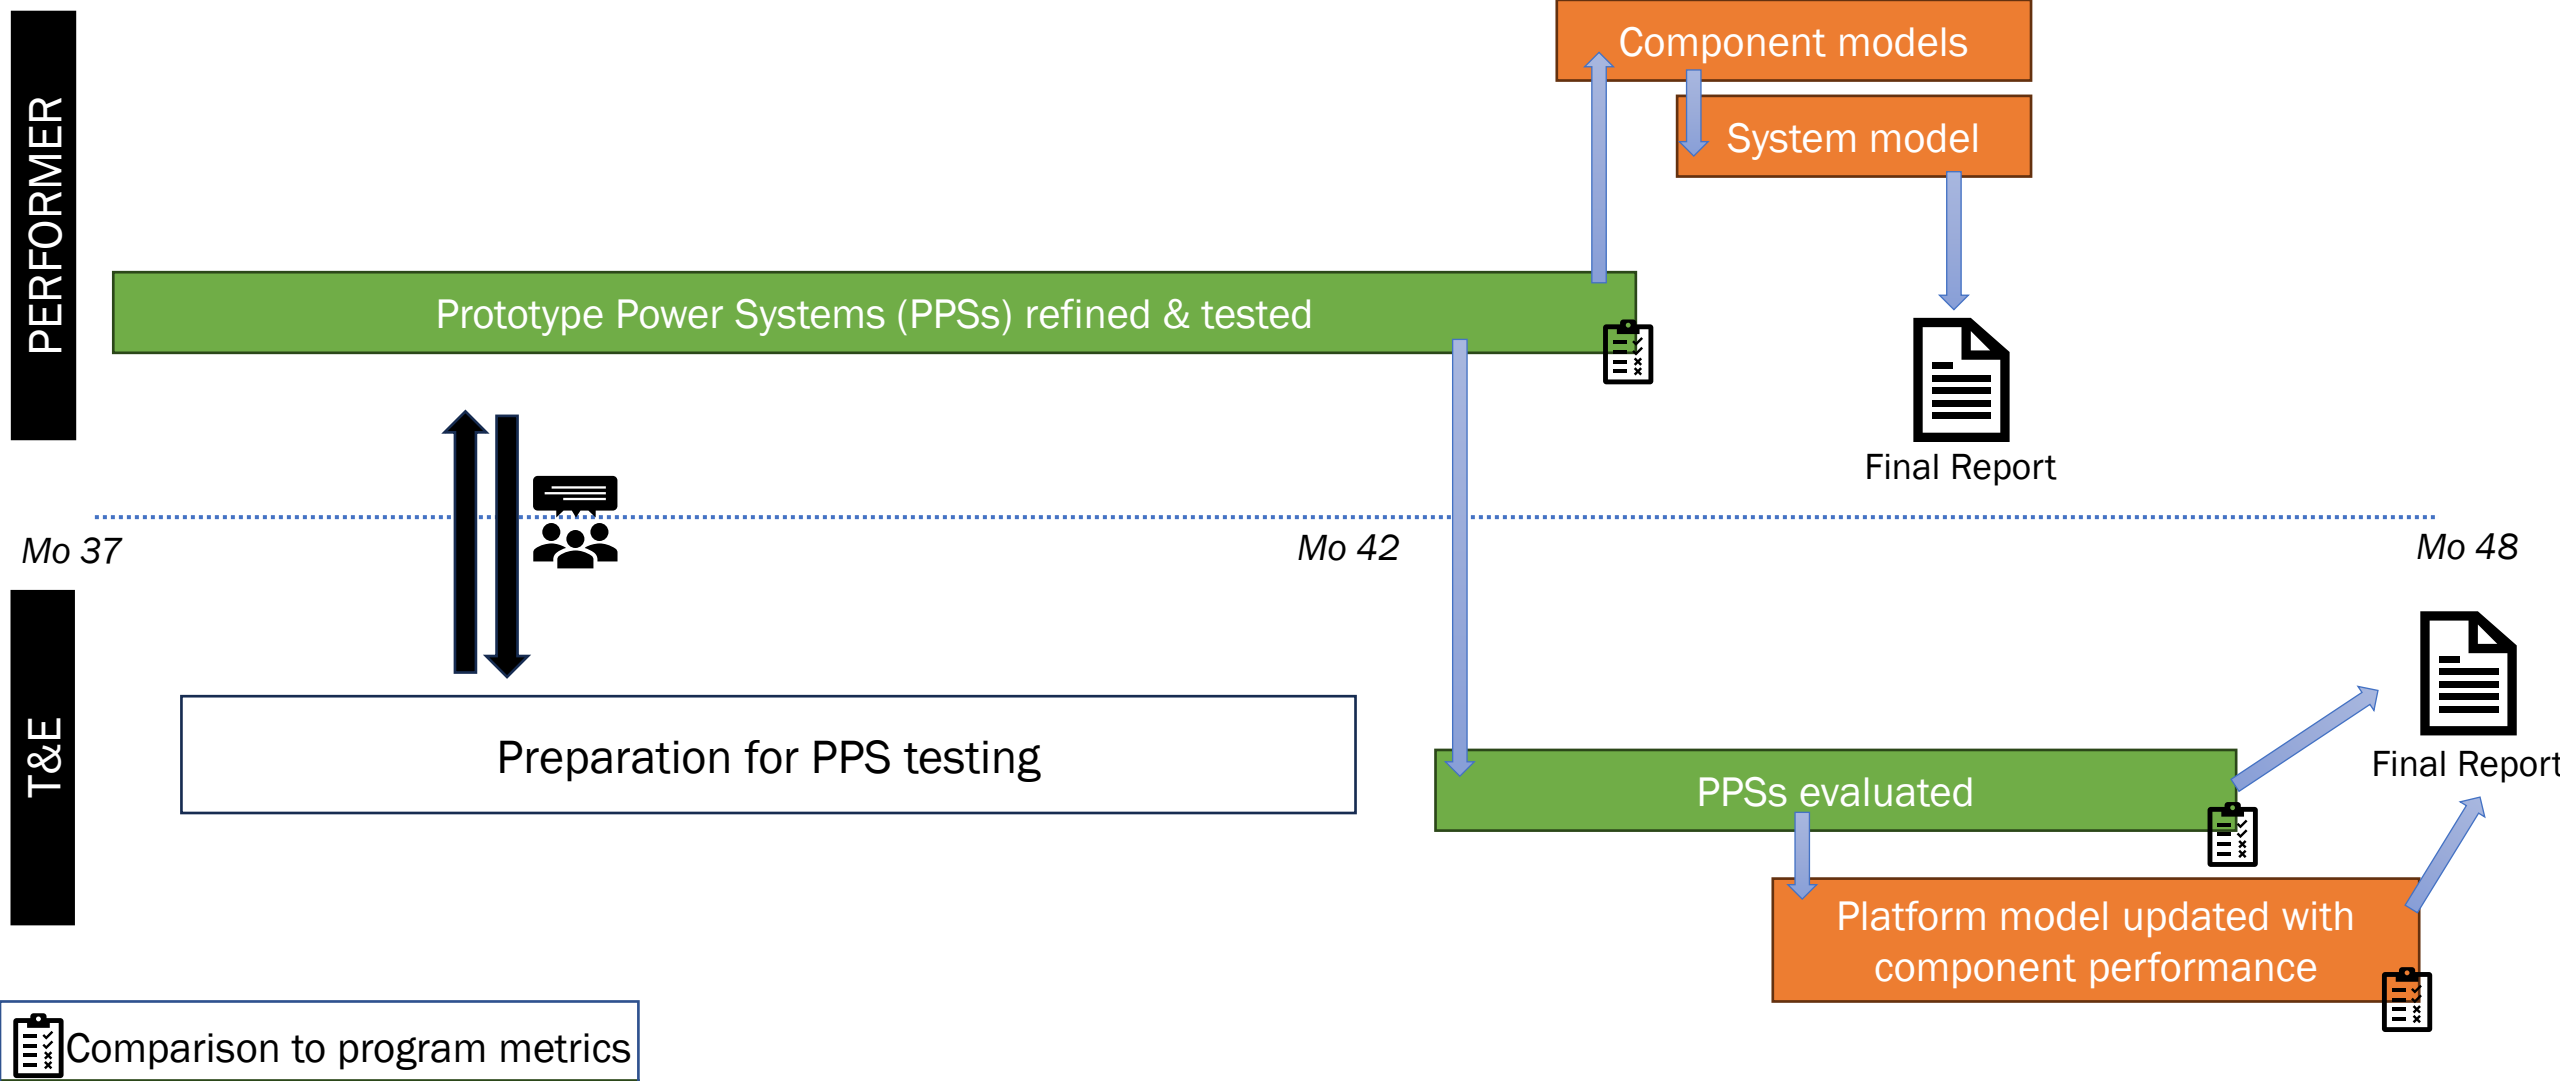 PERFORMER
Component models
System model
Prototype Power Systems (PPSs) refined & tested
Final Report
Mo 37
Mo 42
Mo 48
T&E
Preparation for PPS testing
PPSs evaluated
Final Report
Platform model updated with
component performance
Comparison to program metrics